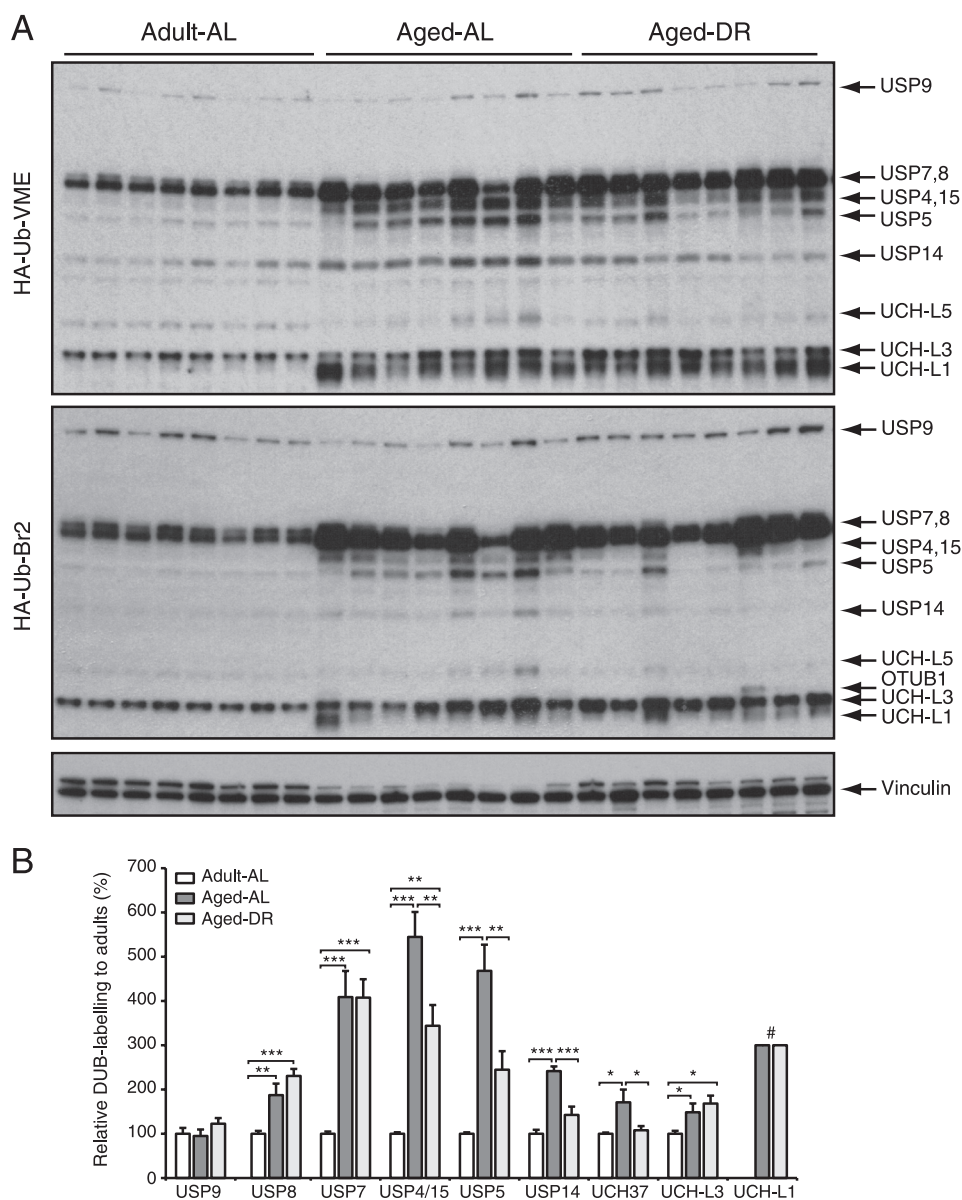 A
Adult-AL
Aged-AL
Aged-DR
HA-Ub-VME
USP9
USP7,8
USP4,15
USP5
USP14
UCH-L5
UCH-L3
UCH-L1
HA-Ub-Br2
USP9
USP7,8
USP4,15
USP5
USP14
UCH-L5
OTUB1
UCH-L3
UCH-L1
Vinculin
B
Relative DUB-labelling to adults (%)
700
600
500
400
300
200
100
0
Adult-AL
Aged-AL
Aged-DR
***
**
***
***
**
*** **
*** **
*** ***
* *
*
*
#
USP9 USP8 USP7 USP4/15 USP5 USP14 UCH37 UCH-L3 UCH-L1